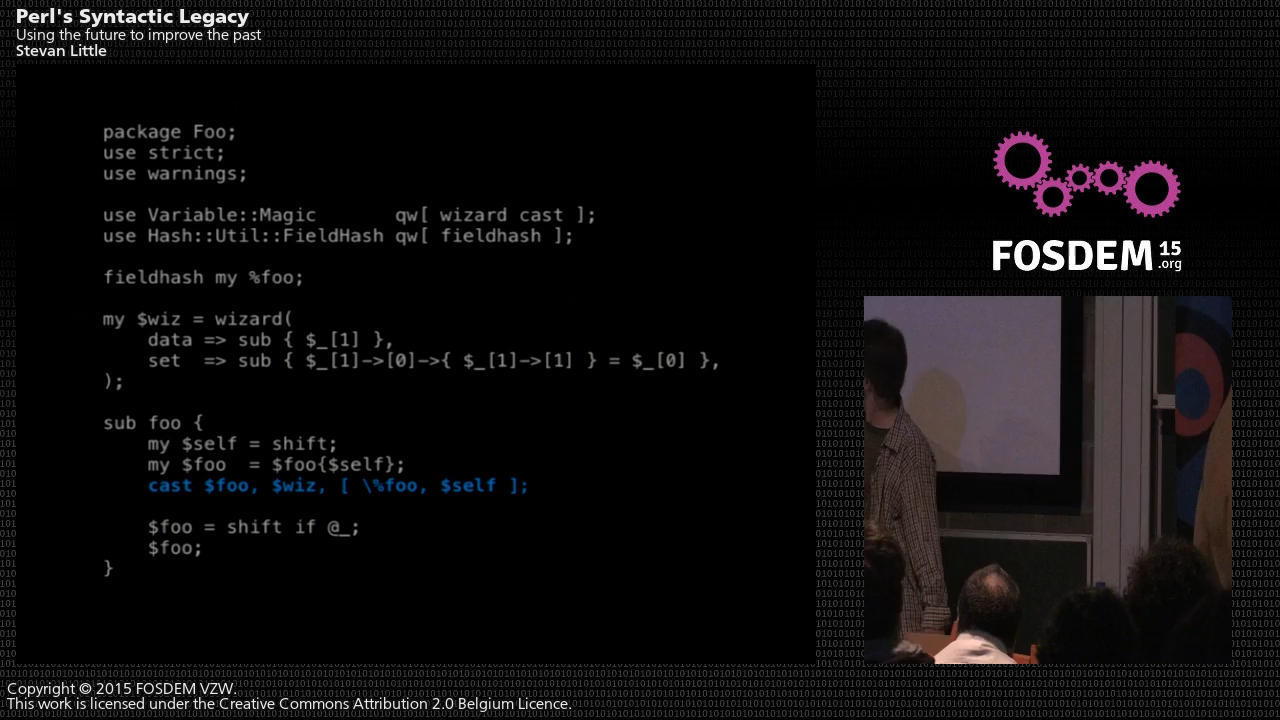 Perl's Syntactic Legacy
Using the future to improve the past
Stevan Little
package Foo;
use strict;
use warnings;
use Variable::Magic       qw[ wizard cast ];
use Hash::Util::FieldHash qw[ fieldhash ];
fieldhash my %foo;
my $wiz = wizard(
    data => sub { $_[1] },
    set  => sub { $_[1]->[0]->{ $_[1]->[1] } = $_[0] },
);
sub foo {
    my $self = shift;
    my $foo  = $foo{$self};
    cast $foo, $wiz, [ \%foo, $self ];
    $foo = shift if @_;
    $foo;
}
FOSDEM 15
.org
Copyright © 2015 FOSDEM VZW.
This work is licensed under the Creative Commons Attribution 2.0 Belgium Licence.